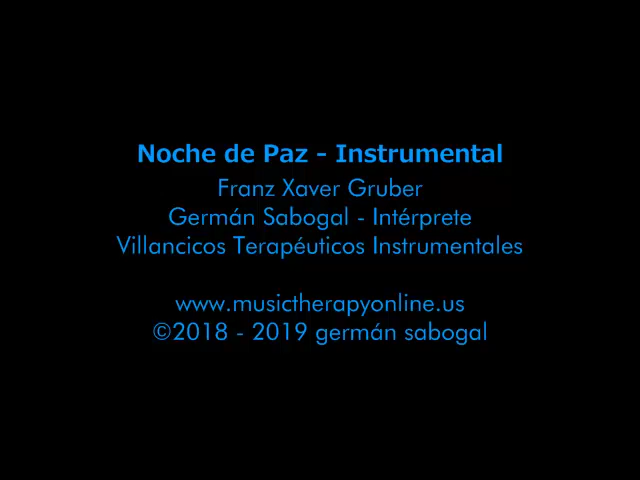 Noche de Paz - Instrumental
Franz Xaver Gruber
Germán Sabogal - Intérprete
Villancicos Terapéuticos Instrumentales
www.musictherapyonline.us
©2018 - 2019 germán sabogal